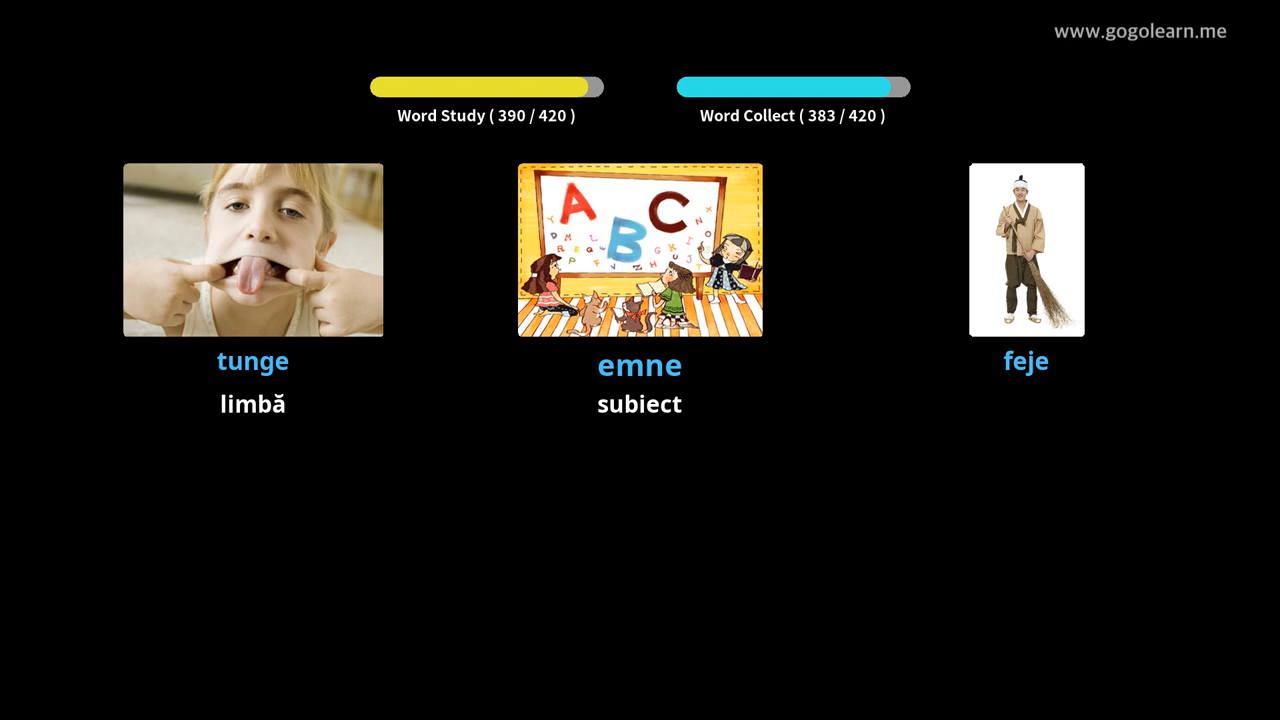 www.gogolearn.me
Word Study ( 390 / 420 )
Word Collect ( 383 / 420 )
A B C
tunge
emne
feje
limbă
subiect